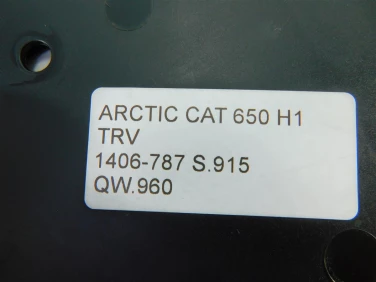 ARCTIC CAT 650 H1
TRV
1406-787 S.915
QW.960